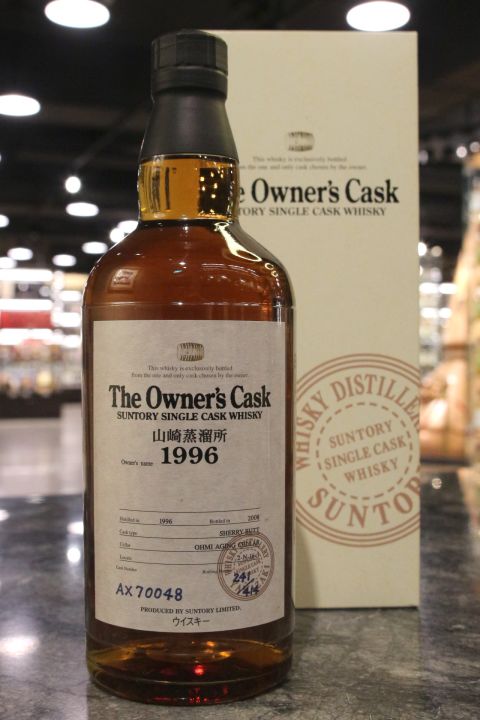 This whisky is exclusively bottled
from the one and only cask chosen by the owner.
The Owner's Cask
SUNTORY SINGLE CASK WHISKY
山崎蒸溜所
Owner's name 1996
Distilled in 1996 Bottled in 2008
Cask type SHERRY BUTT
Cellar OHMI AGING CELLAR
Cask Number
AX70048
241
414
PRODUCED BY SUNTORY LIMITED.
ウイスキー
This whisky is exclusively bottled
the one and only cask chosen by the owner.
e Owner's Cask
TORY SINGLE CASK WHISKY
WHISKY DISTILLE
SUNTORY
SINGLE CASK
WHISKY
SUNTOR